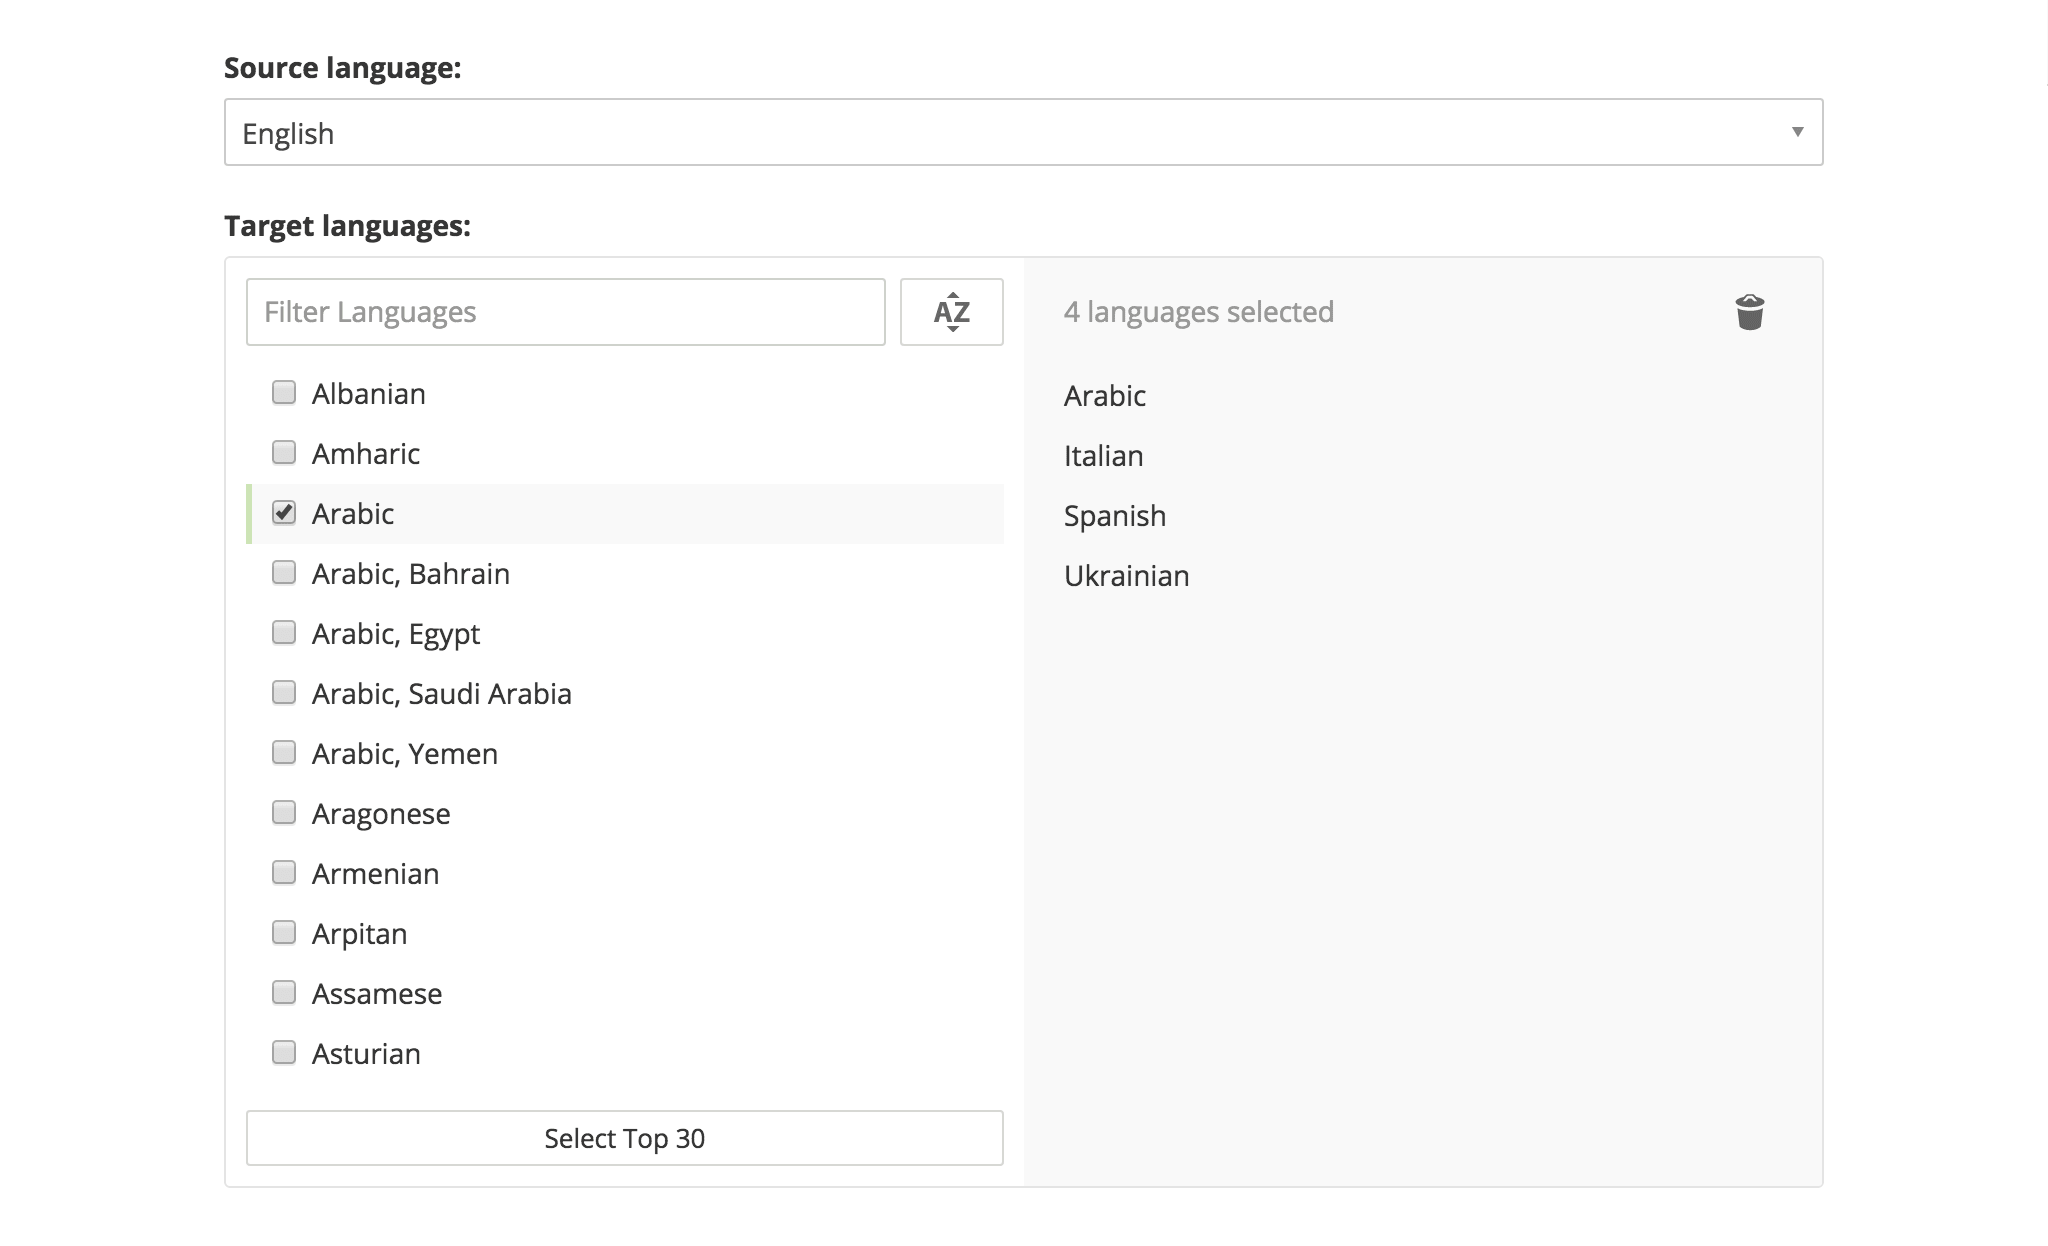 Source language:
English
Target languages:
Filter Languages
AZ
Albanian
Amharic
Arabic
Arabic, Bahrain
Arabic, Egypt
Arabic, Saudi Arabia
Arabic, Yemen
Aragonese
Armenian
Arpitan
Assamese
Asturian
Select Top 30
4 languages selected
Arabic
Italian
Spanish
Ukrainian